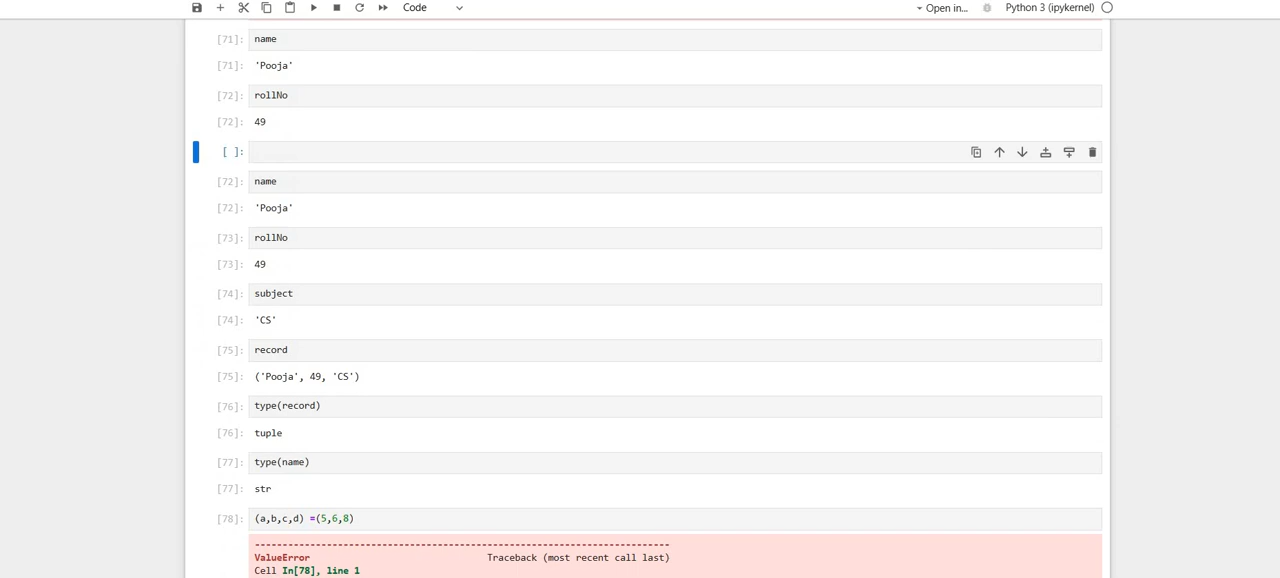 Code
Open in...
Python 3 (ipykernel)
[71]: name
[71]: 'Pooja'
[72]: rollNo
[72]: 49
[ ]:
[72]: name
[72]: 'Pooja'
[73]: rollNo
[73]: 49
[74]: subject
[74]: 'CS'
[75]: record
[75]: ('Pooja', 49, 'CS')
[76]: type(record)
[76]: tuple
[77]: type(name)
[77]: str
[78]: (a,b,c,d) =(5,6,8)
---------------------------------------------------------------------------
ValueError Traceback (most recent call last)
Cell In[78], line 1